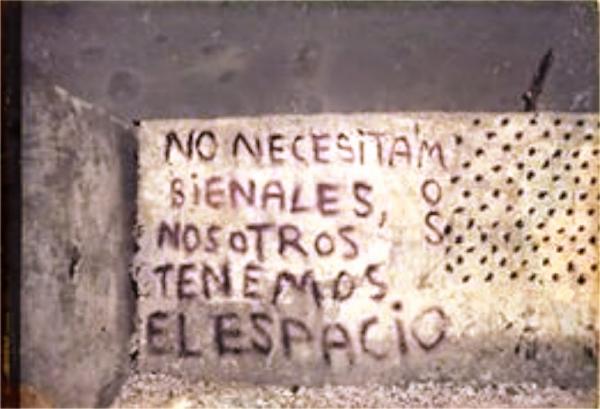 NO NECESITAMOS
BIENALES,
NOSOTROS
TENEMOS
EL ESPACIO